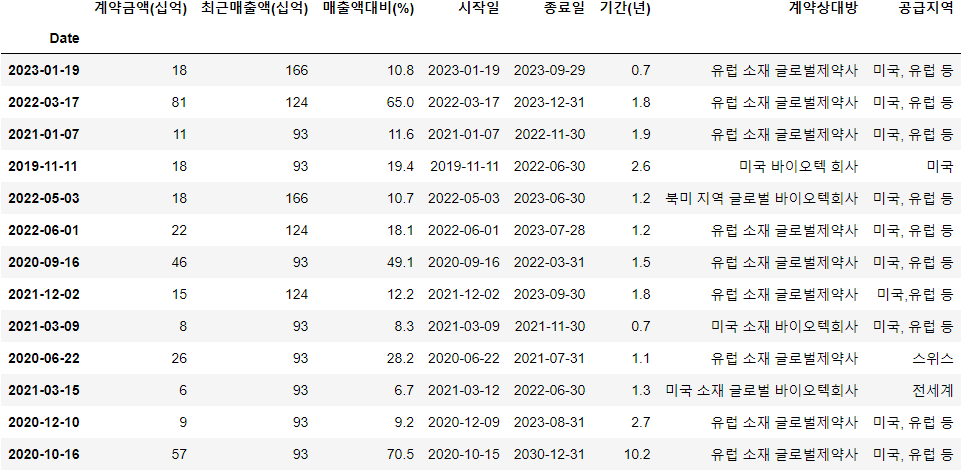 계약금액(십억) 최근매출액(십억) 매출액대비(%) 시작일 종료일 기간(년) 계약상대방 공급지역
Date
2023-01-19 18 166 10.8 2023-01-19 2023-09-29 0.7 유럽 소재 글로벌제약사 미국, 유럽 등
2022-03-17 81 124 65.0 2022-03-17 2023-12-31 1.8 유럽 소재 글로벌제약사 미국, 유럽 등
2021-01-07 11 93 11.6 2021-01-07 2022-11-30 1.9 유럽 소재 글로벌제약사 미국, 유럽 등
2019-11-11 18 93 19.4 2019-11-11 2022-06-30 2.6 미국 바이오텍 회사 미국
2022-05-03 18 166 10.7 2022-05-03 2023-06-30 1.2 북미 지역 글로벌 바이오텍회사 미국, 유럽 등
2022-06-01 22 124 18.1 2022-06-01 2023-07-28 1.2 유럽 소재 글로벌제약사 미국, 유럽 등
2020-09-16 46 93 49.1 2020-09-16 2022-03-31 1.5 유럽 소재 글로벌제약사 미국, 유럽 등
2021-12-02 15 124 12.2 2021-12-02 2023-09-30 1.8 유럽 소재 글로벌제약사 미국,유럽 등
2021-03-09 8 93 8.3 2021-03-09 2021-11-30 0.7 미국 소재 바이오텍회사 미국, 유럽 등
2020-06-22 26 93 28.2 2020-06-22 2021-07-31 1.1 유럽 소재 글로벌제약사 스위스
2021-03-15 6 93 6.7 2021-03-12 2022-06-30 1.3 미국 소재 글로벌 바이오텍회사 전세계
2020-12-10 9 93 9.2 2020-12-09 2023-08-31 2.7 유럽 소재 글로벌제약사 미국, 유럽 등
2020-10-16 57 93 70.5 2020-10-15 2030-12-31 10.2 유럽 소재 글로벌제약사 미국, 유럽 등